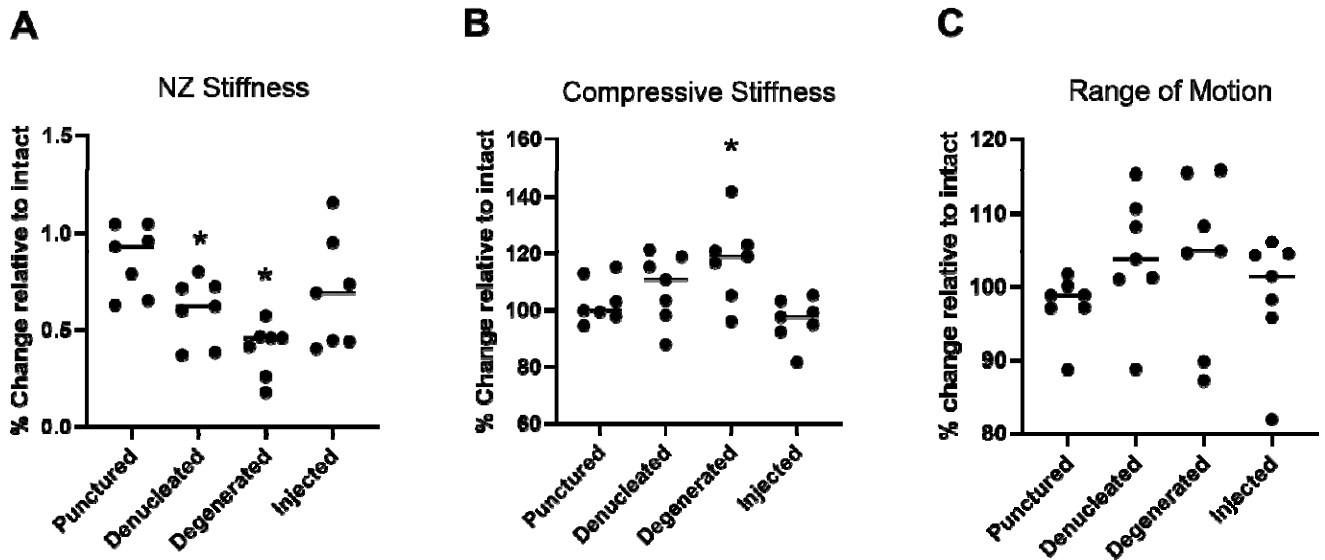 A
NZ Stiffness
% Change relative to intact
1.5
1.0
0.5
0.0
*
*
Punctured
Denucleated
Degenerated
Injected
B
Compressive Stiffness
% Change relative to intact
160
140
120
100
80
60
*
Punctured
Denucleated
Degenerated
Injected
C
Range of Motion
% change relative to intact
120
110
100
90
80
Punctured
Denucleated
Degenerated
Injected